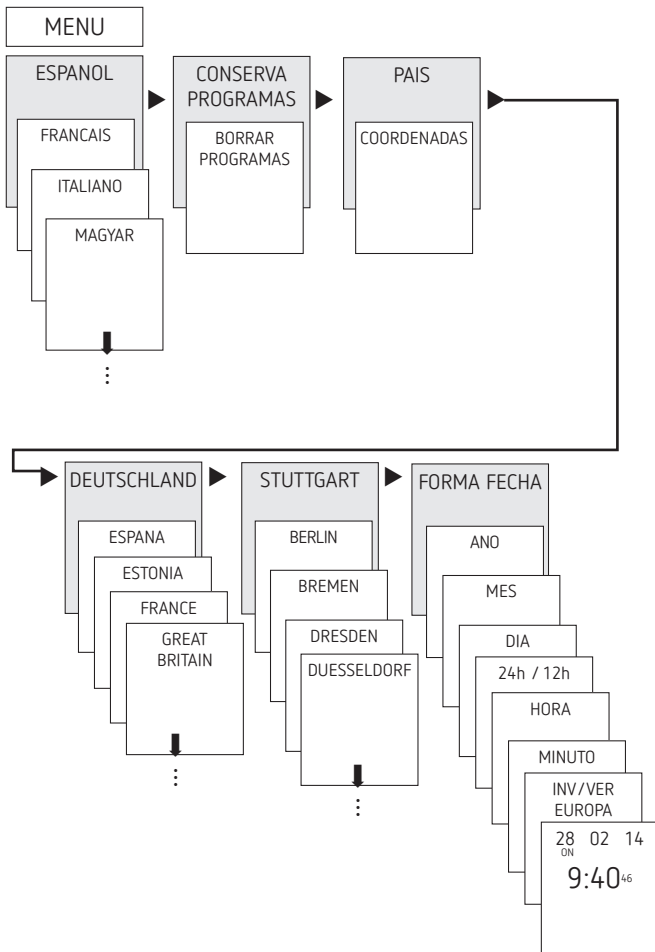 MENU
ESPANOL
FRANCAIS
ITALIANO
MAGYAR
CONSERVA
PROGRAMAS
BORRAR
PROGRAMAS
PAIS
COORDENADAS
DEUTSCHLAND
ESPANA
ESTONIA
FRANCE
GREAT
BRITAIN
STUTTGART
BERLIN
BREMEN
DRESDEN
DUESSELDORF
FORMA FECHA
ANO
MES
DIA
24h / 12h
HORA
MINUTO
INV/VER
EUROPA
28 02 14
ON
9:40 46